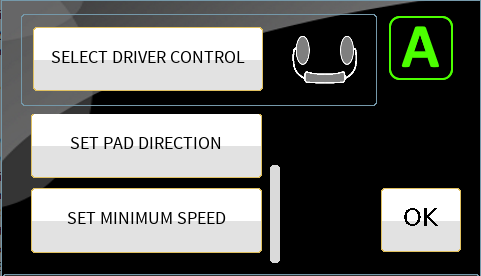 SELECT DRIVER CONTROL
A
SET PAD DIRECTION
SET MINIMUM SPEED
OK